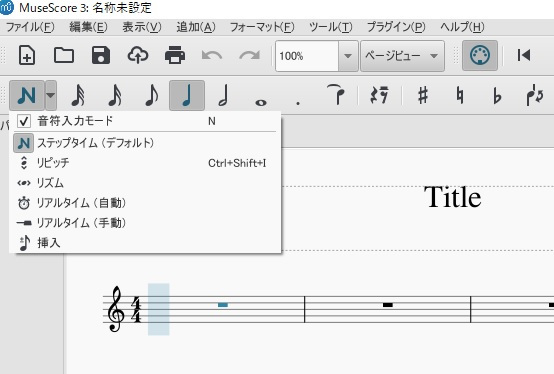 MuseScore 3: 名称未設定
ファイル(F) 編集(E) 表示(V) 追加(A) フォーマット(F) ツール(T) プラグイン(P) ヘルプ(H)
100% ページビュー
音符入力モード N
ステップタイム (デフォルト)
リピッチ Ctrl+Shift+I
リズム
リアルタイム (自動)
リアルタイム (手動)
挿入
Title